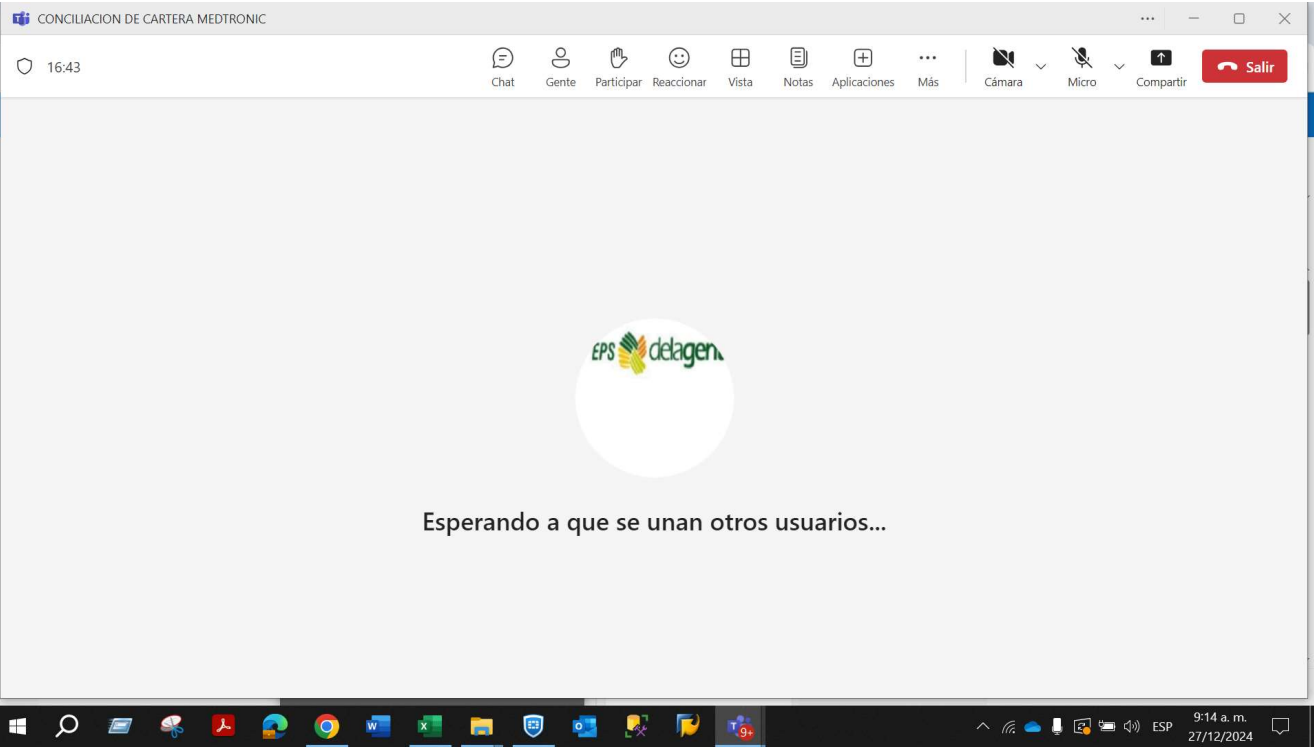 CONCILIACION DE CARTERA MEDTRONIC
16:43
Chat Gente Participar Reaccionar Vista Notas Aplicaciones Más Cámara Micro Compartir Salir
EPS delagen
Esperando a que se unan otros usuarios...
9+
ESP
9:14 a. m.
27/12/2024